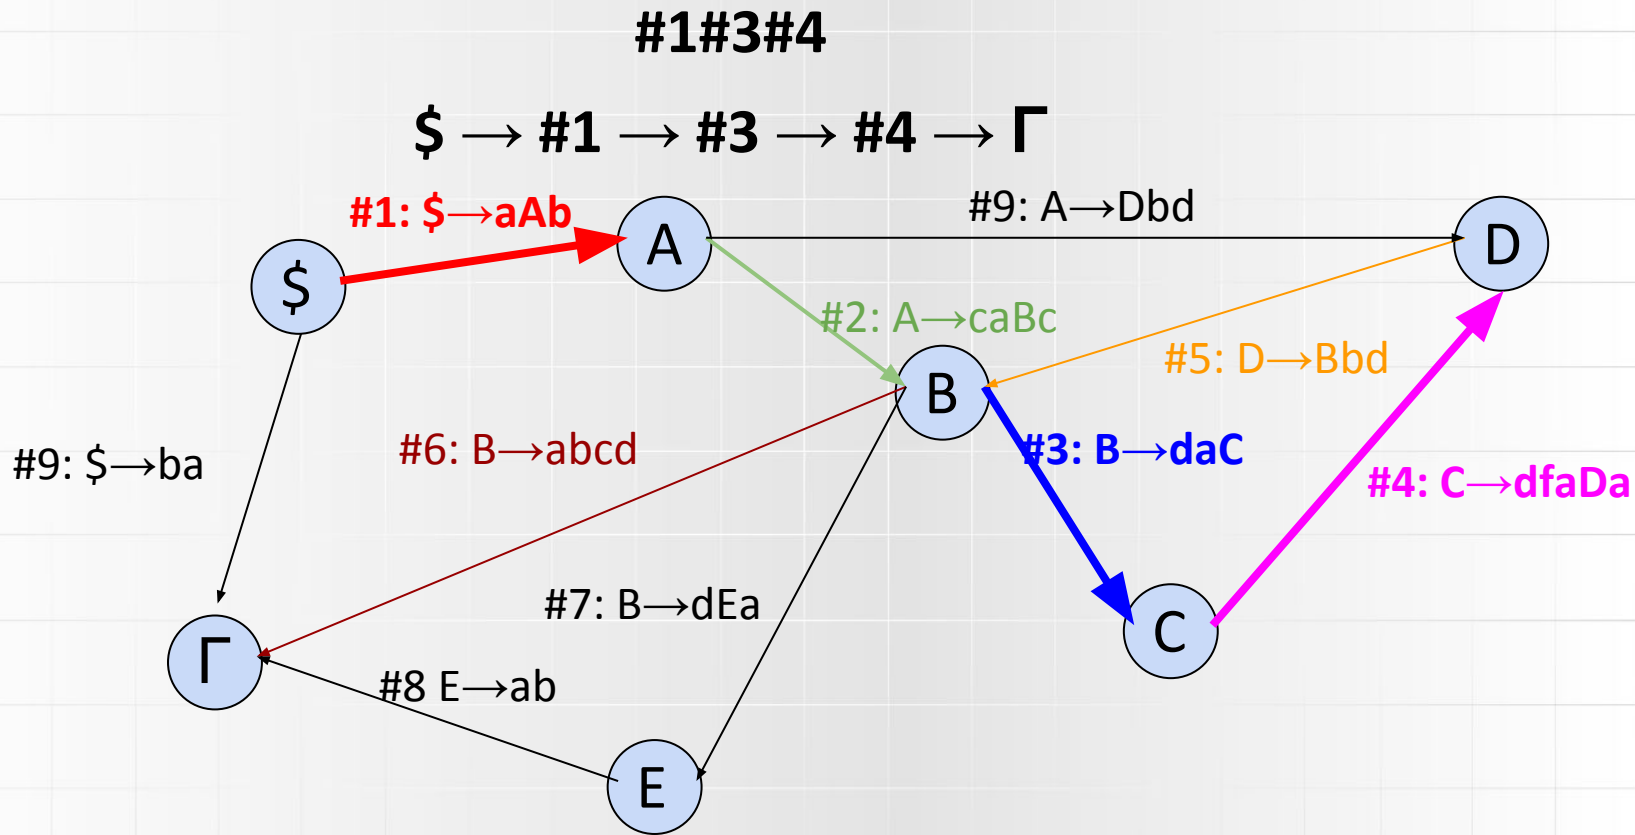 #1#3#4
$ → #1 → #3 → #4 → Γ
#1: $→aAb
A
#9: A→Dbd
D
$
#2: A→caBc
#5: D→Bbd
B
#9: $→ba
#6: B→abcd
#3: B→daC
#4: C→dfaDa
#7: B→dEa
C
Γ
#8 E→ab
E